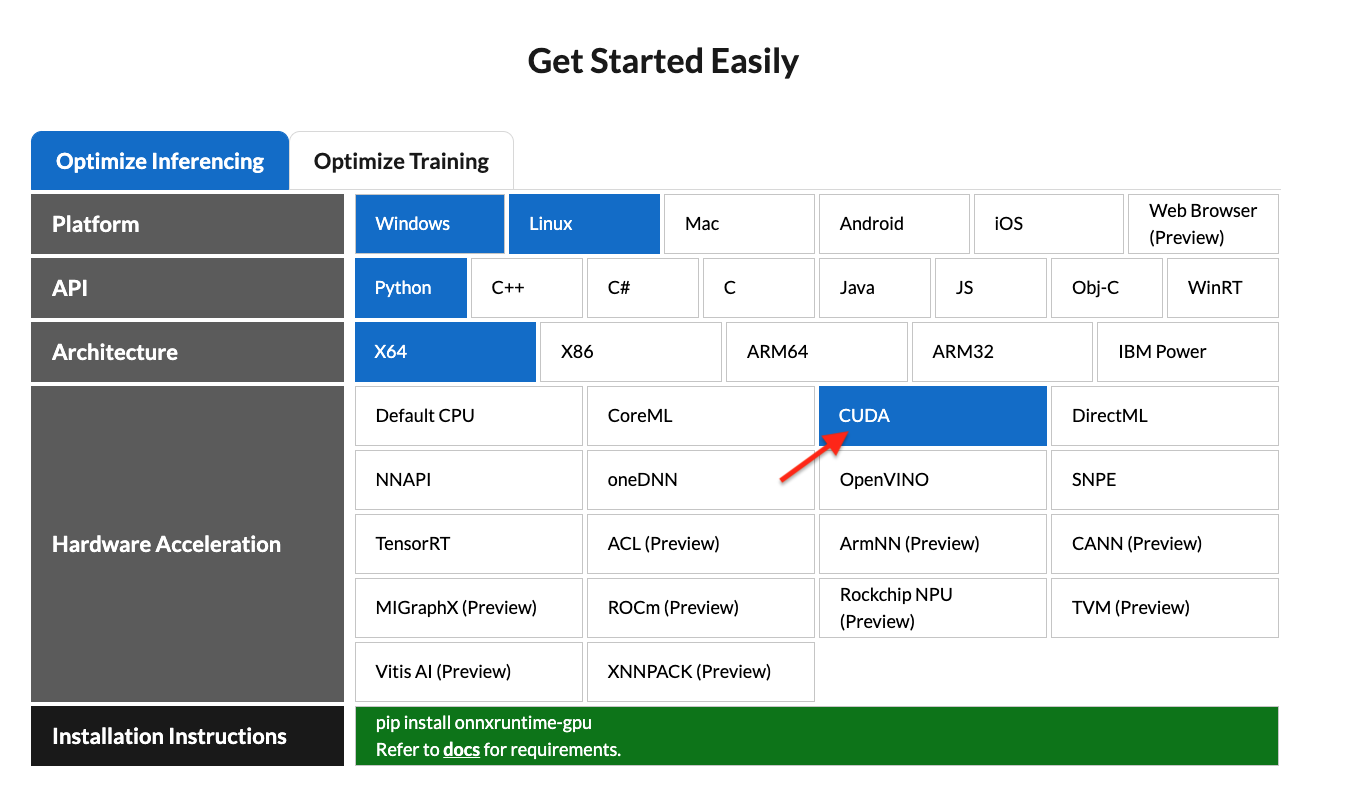 Get Started Easily
Optimize Inferencing
Optimize Training
Platform
Windows
Linux
Mac
Android
iOS
Web Browser
(Preview)
API
Python
C++
C#
C
Java
JS
Obj-C
WinRT
Architecture
X64
X86
ARM64
ARM32
IBM Power
Hardware Acceleration
Default CPU
CoreML
CUDA
DirectML
NNAPI
oneDNN
OpenVINO
SNPE
TensorRT
ACL (Preview)
ArmNN (Preview)
CANN (Preview)
MIGraphX (Preview)
ROCm (Preview)
Rockchip NPU
(Preview)
TVM (Preview)
Vitis AI (Preview)
XNNPACK (Preview)
Installation Instructions
pip install onnxruntime-gpu
Refer to docs for requirements.